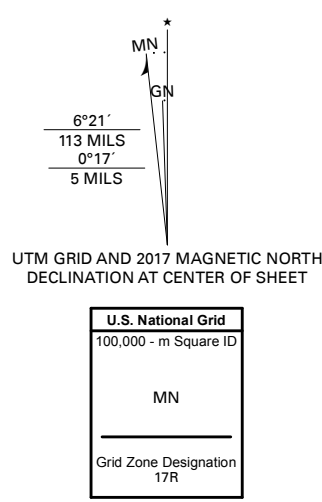 ★
MN
GN
6°21´
113 MILS
0°17´
5 MILS
UTM GRID AND 2017 MAGNETIC NORTH
DECLINATION AT CENTER OF SHEET
U.S. National Grid
100,000 - m Square ID
MN
Grid Zone Designation
17R